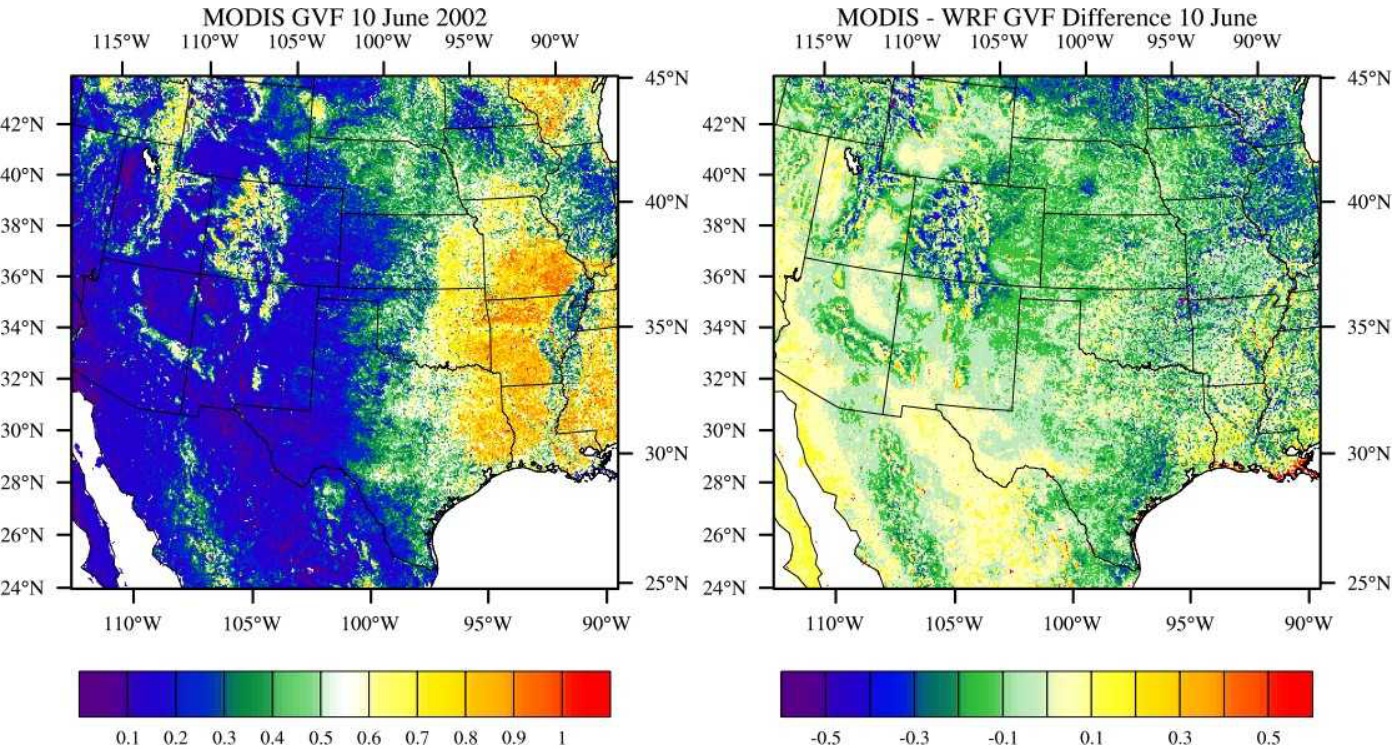 MODIS GVF 10 June 2002
115°W 110°W 105°W 100°W 95°W 90°W
45°N
42°N
40°N
40°N
38°N
36°N
35°N
34°N
32°N
30°N
30°N
28°N
26°N
25°N
24°N
110°W 105°W 100°W 95°W 90°W
0.1 0.2 0.3 0.4 0.5 0.6 0.7 0.8 0.9 1
MODIS - WRF GVF Difference 10 June
115°W 110°W 105°W 100°W 95°W 90°W
45°N
42°N
40°N
40°N
38°N
36°N
35°N
34°N
32°N
30°N
30°N
28°N
26°N
25°N
24°N
110°W 105°W 100°W 95°W 90°W
-0.5 -0.3 -0.1 0.1 0.3 0.5